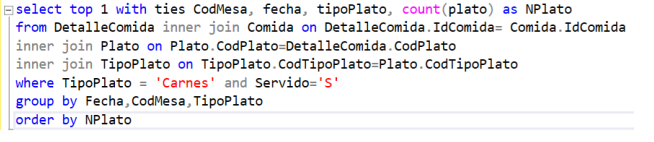 select top 1 with ties CodMesa, fecha, tipoPlato, count(plato) as NPlato
from DetalleComida inner join Comida on DetalleComida.IdComida= Comida.IdComida
inner join Plato on Plato.CodPlato=DetalleComida.CodPlato
inner join TipoPlato on TipoPlato.CodTipoPlato=Plato.CodTipoPlato
where TipoPlato = 'Carnes' and Servido='S'
group by Fecha,CodMesa,TipoPlato
order by NPlato